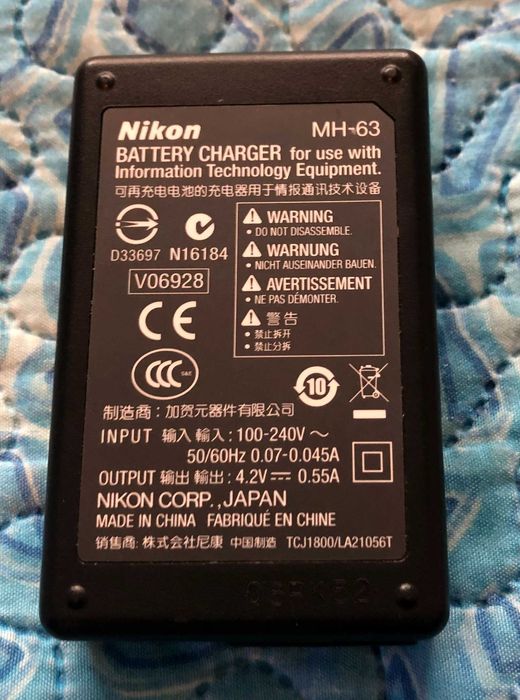 Nikon MH-63
BATTERY CHARGER for use with
Information Technology Equipment.
可再充电电池的充电器用于情报通讯技术设备
D33697 N16184
V06928
WARNING
• DO NOT DISASSEMBLE.
WARNUNG
• NICHT AUSEINANDER BAUEN.
AVERTISSEMENT
• NE PAS DÉMONTER.
警告
• 禁止拆开
• 禁止分拆
CE
CCC S&E
10
制造商：加贺元器件有限公司
INPUT 输入 輸入：100-240V ~
50/60Hz 0.07-0.045A
OUTPUT 输出 輸出：4.2V ⎓ 0.55A
NIKON CORP.,JAPAN
MADE IN CHINA FABRIQUÉ EN CHINE
销售商：株式会社尼康 中国制造 TCJ1800/LA21056T